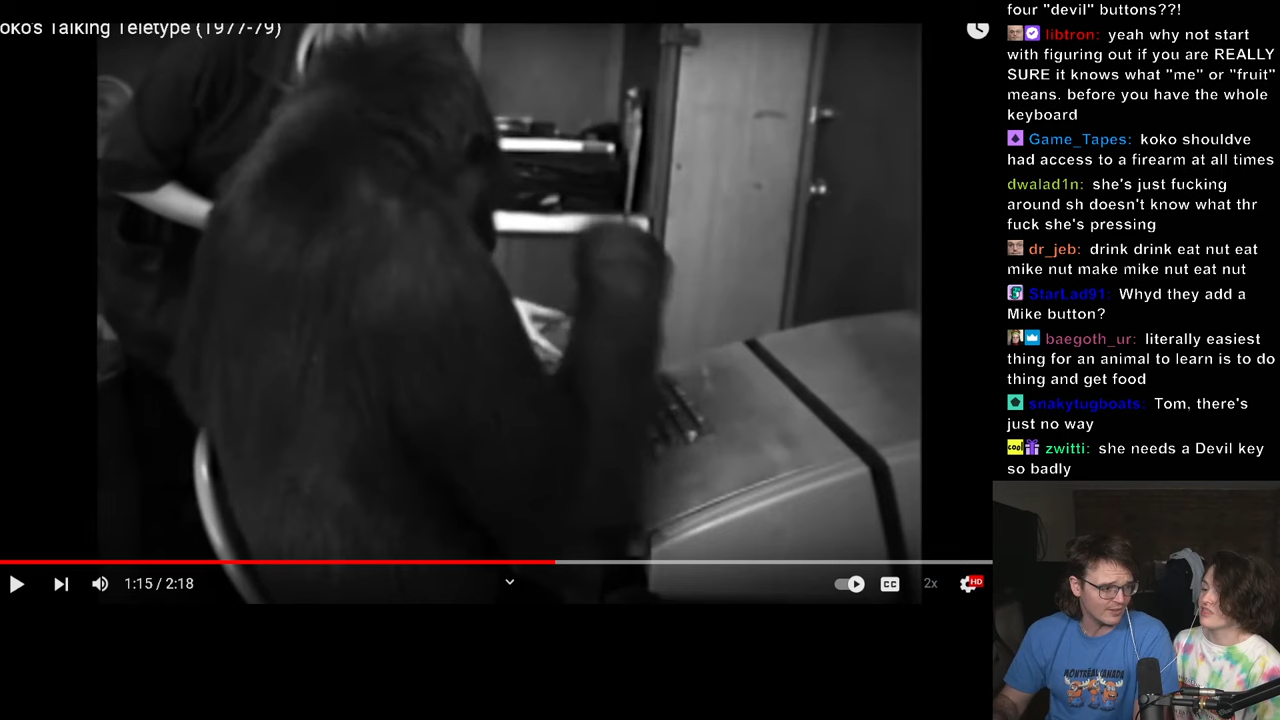 oko's Talking Teletype (1977-79)
four "devil" buttons??!
libtron: yeah why not start
with figuring out if you are REALLY
SURE it knows what "me" or "fruit"
means. before you have the whole
keyboard
Game_Tapes: koko shouldve
had access to a firearm at all times
dwalad1n: she's just fucking
around sh doesn't know what thr
fuck she's pressing
dr_jeb: drink drink eat nut eat
mike nut make mike nut eat nut
StarLad91: Whyd they add a
Mike button?
baegoth_ur: literally easiest
thing for an animal to learn is to do
thing and get food
snakytugboats: Tom, there's
just no way
COOL zwitti: she needs a Devil key
so badly
1:15 / 2:18
CC
2x
HD
MONTRÉAL CANADA